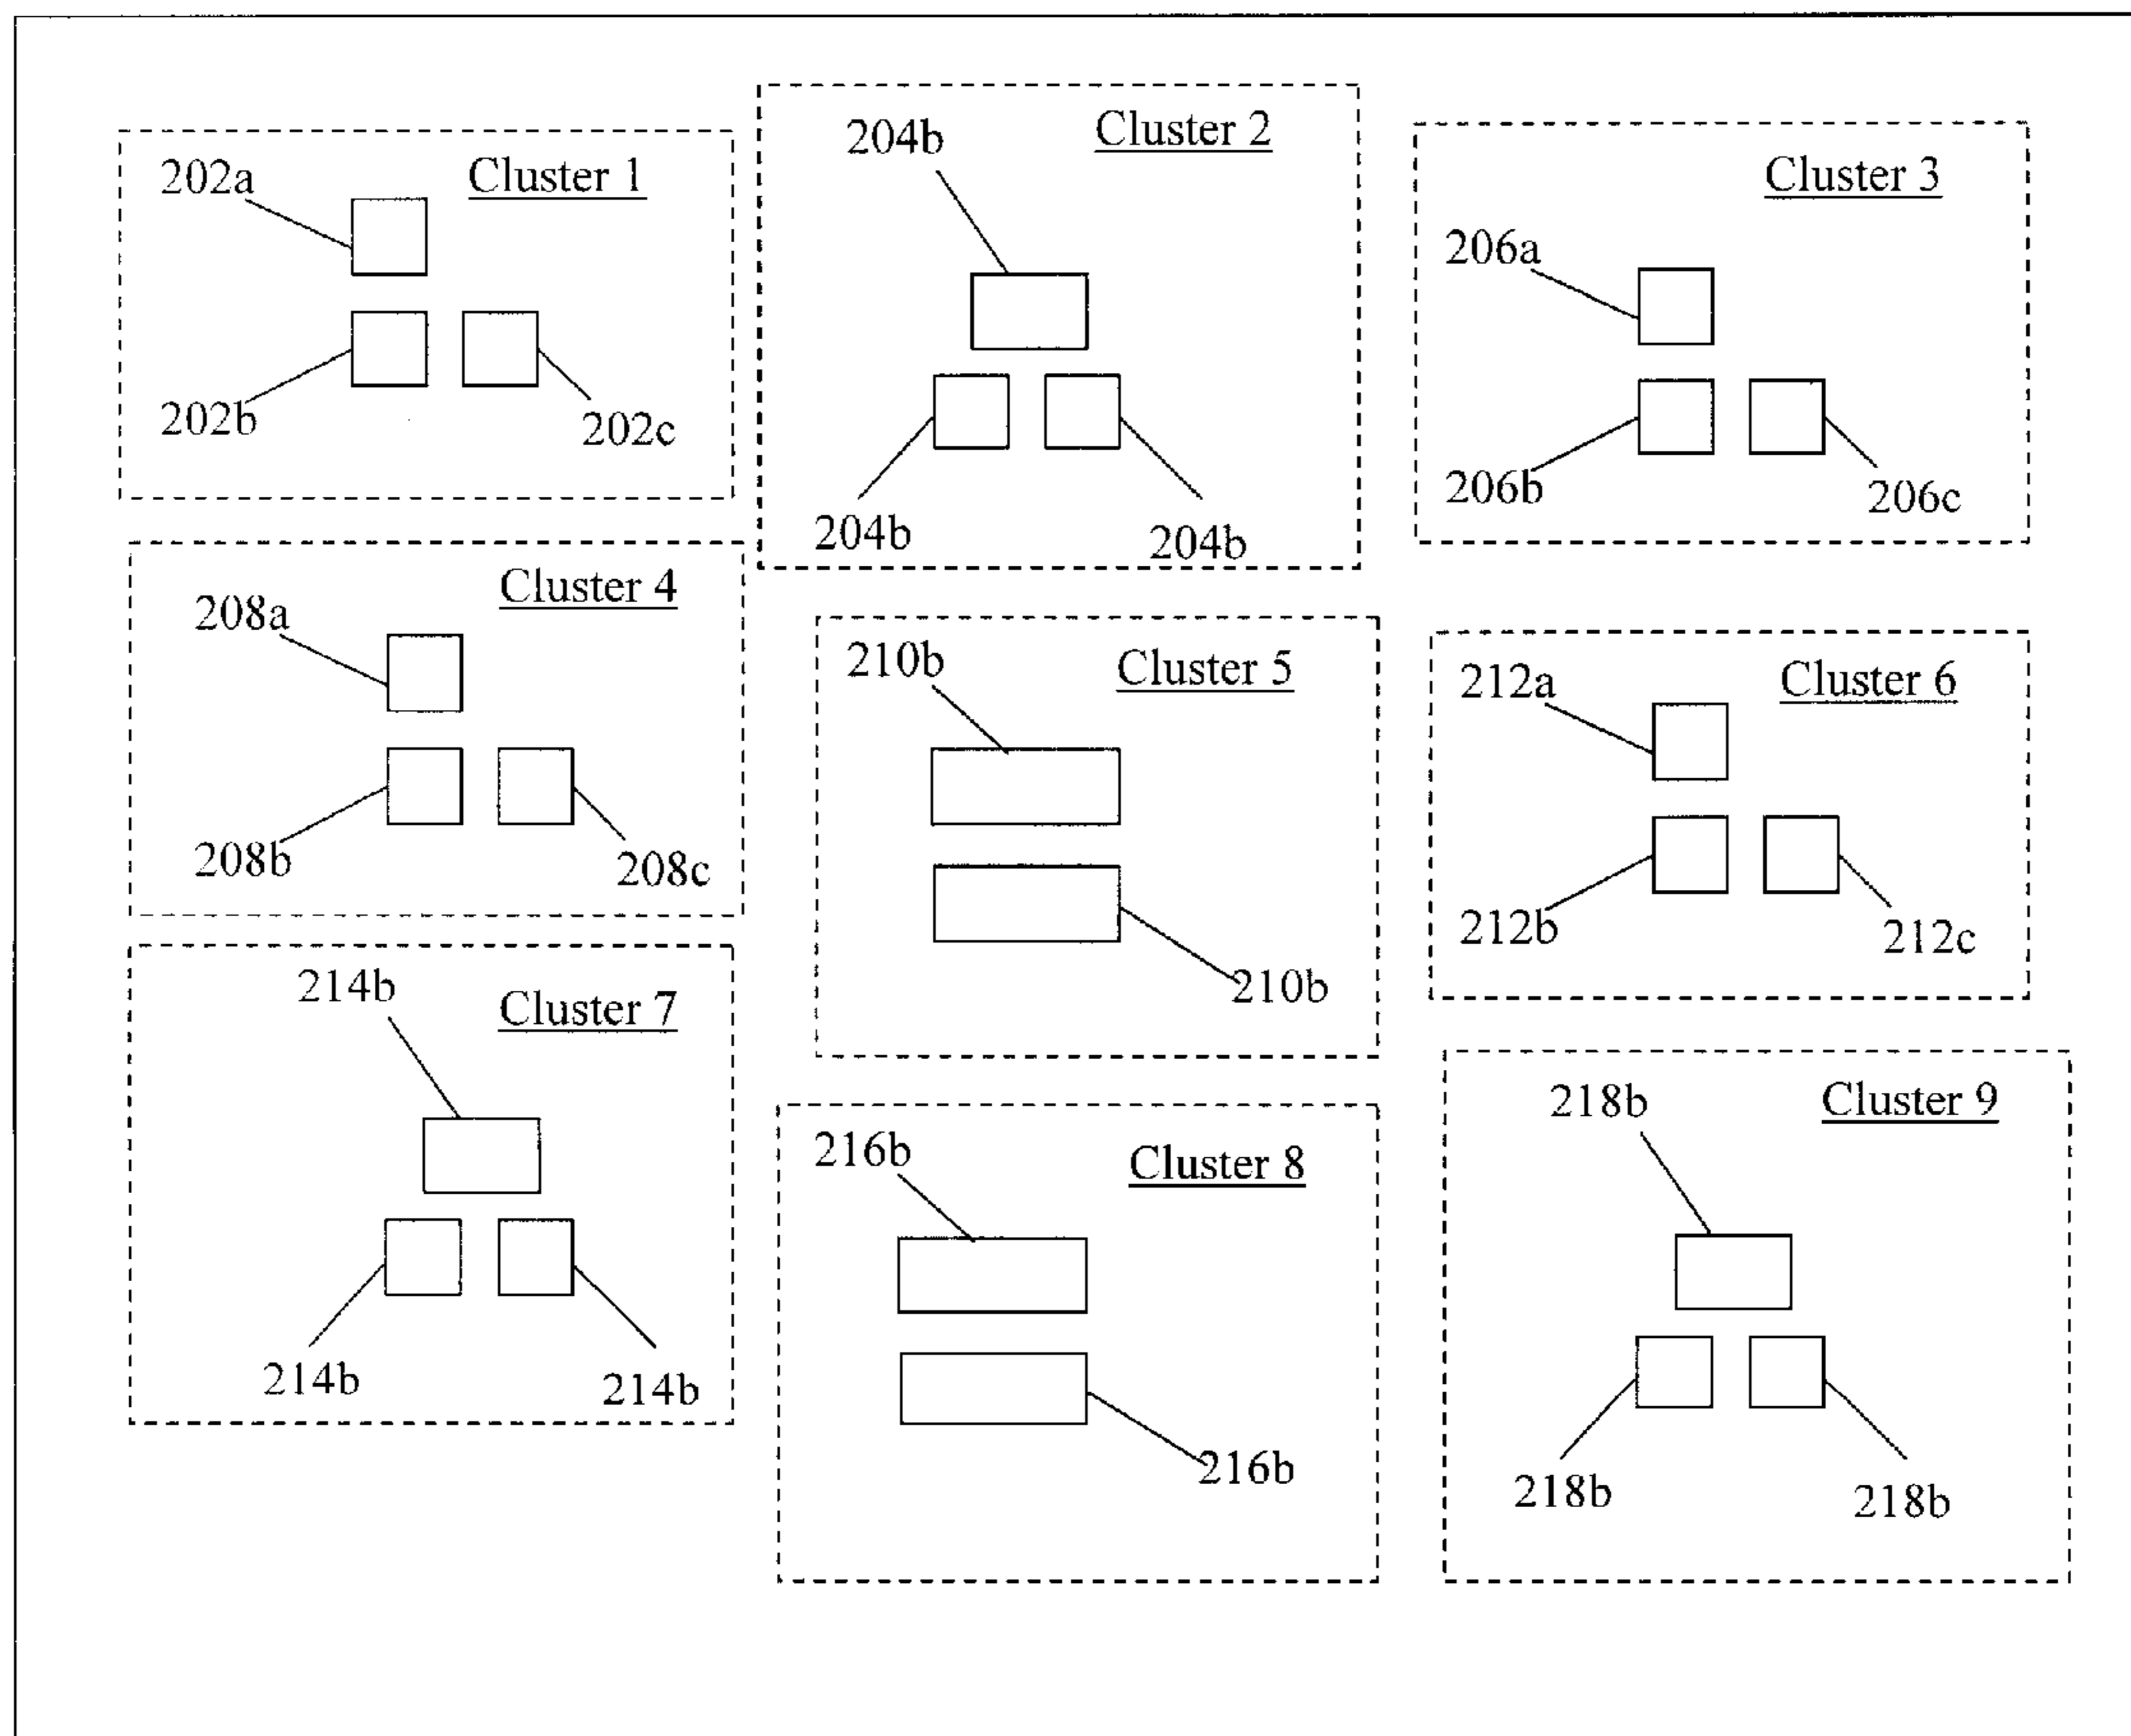 202a
Cluster 1
202b
202c
204b
Cluster 2
204b
204b
Cluster 3
206a
206b
206c
Cluster 4
208a
208b
208c
210b
Cluster 5
210b
212a
Cluster 6
212b
212c
214b
Cluster 7
214b
214b
216b
Cluster 8
216b
218b
Cluster 9
218b
218b